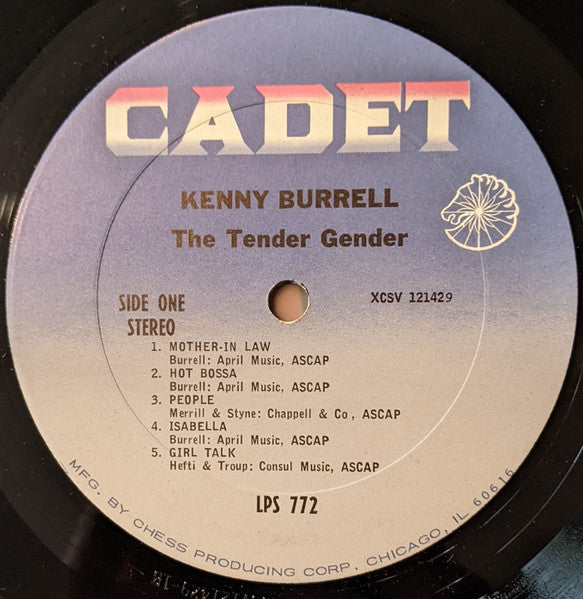 CADET
KENNY BURRELL
The Tender Gender
SIDE ONE
STEREO
XCSV 121429
1. MOTHER-IN LAW
Burrell: April Music, ASCAP
2. HOT BOSSA
Burrell: April Music, ASCAP
3. PEOPLE
Merrill & Styne: Chappell & Co, ASCAP
4. ISABELLA
Burrell: April Music, ASCAP
5. GIRL TALK
Hefti & Troup: Consul Music, ASCAP
LPS 772
MFG. BY CHESS PRODUCING CORP. CHICAGO, IL 60616